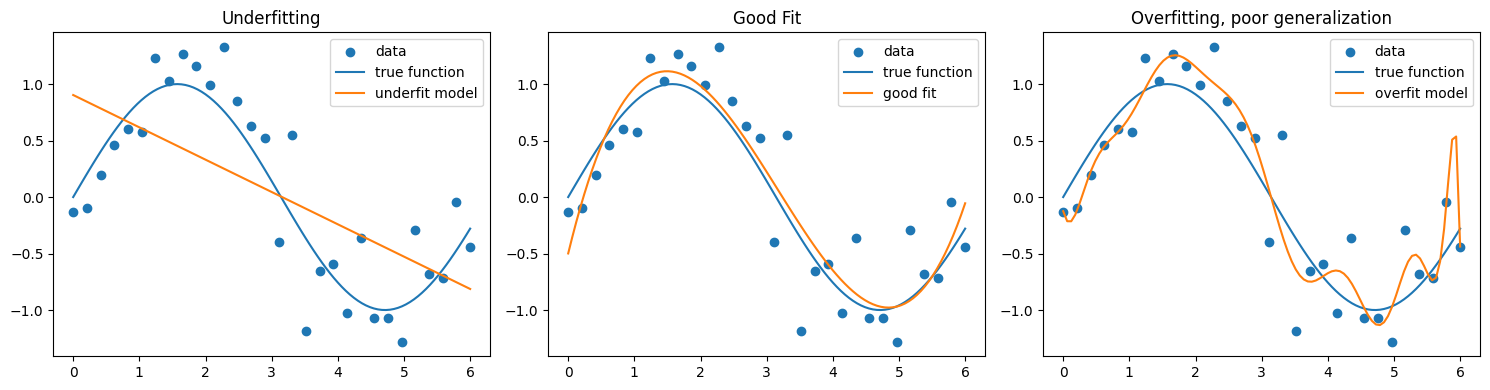 Underfitting
data
true function
underfit model
1.0
0.5
0.0
−0.5
−1.0
0 1 2 3 4 5 6
Good Fit
data
true function
good fit
1.0
0.5
0.0
−0.5
−1.0
0 1 2 3 4 5 6
Overfitting, poor generalization
data
true function
overfit model
1.0
0.5
0.0
−0.5
−1.0
0 1 2 3 4 5 6